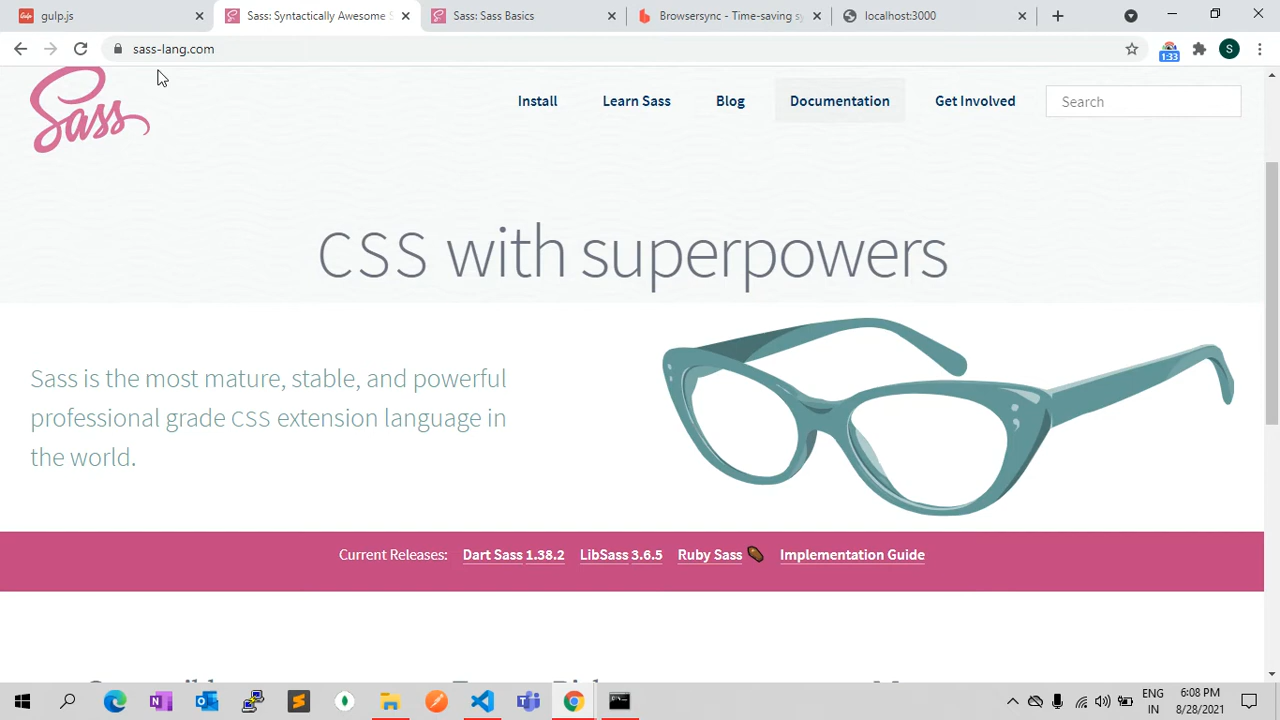 gulp.js
Sass: Syntactically Awesome S
Sass: Sass Basics
Browsersync - Time-saving sy
localhost:3000
sass-lang.com
S
1:33
Sass
Install
Learn Sass
Blog
Documentation
Get Involved
Search
CSS with superpowers
Sass is the most mature, stable, and powerful
professional grade CSS extension language in
the world.
Current Releases: Dart Sass 1.38.2 LibSass 3.6.5 Ruby Sass Implementation Guide
ENG
IN
6:08 PM
8/28/2021